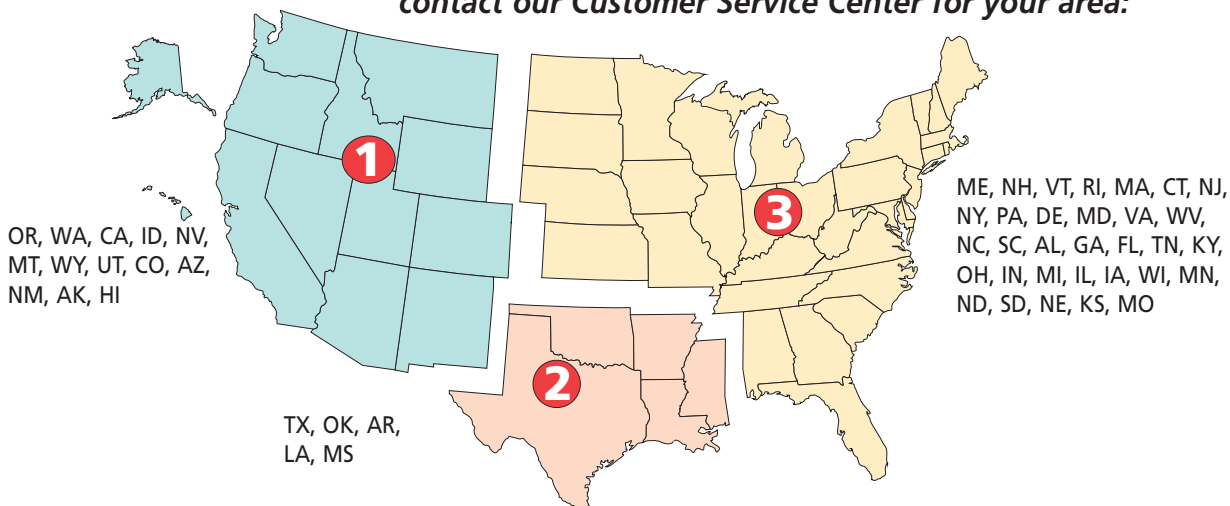 contact our Customer Service Center for your area:
1
3
ME, NH, VT, RI, MA, CT, NJ,
NY, PA, DE, MD, VA, WV,
NC, SC, AL, GA, FL, TN, KY,
OH, IN, MI, IL, IA, WI, MN,
ND, SD, NE, KS, MO
OR, WA, CA, ID, NV,
MT, WY, UT, CO, AZ,
NM, AK, HI
2
TX, OK, AR,
LA, MS